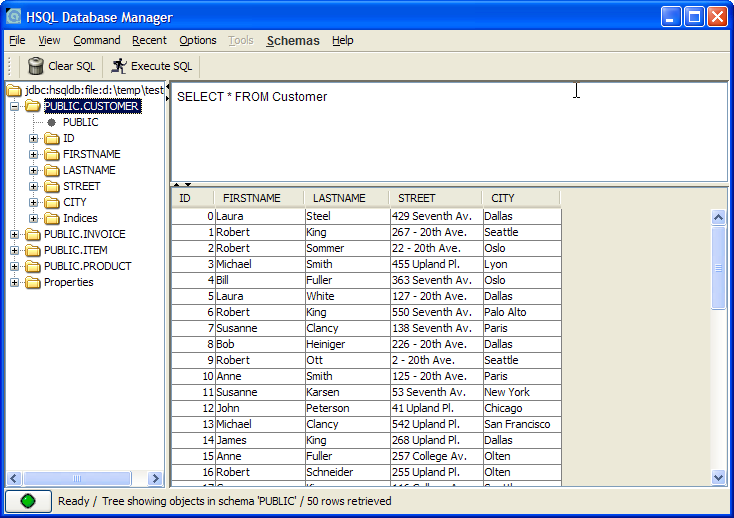 HSQL Database Manager
File View Command Recent Options Tools Schemas Help
Clear SQL Execute SQL
jdbc:hsqldb:file:d:\temp\test
PUBLIC.CUSTOMER
PUBLIC
ID
FIRSTNAME
LASTNAME
STREET
CITY
Indices
PUBLIC.INVOICE
PUBLIC.ITEM
PUBLIC.PRODUCT
Properties
SELECT * FROM Customer
ID FIRSTNAME LASTNAME STREET CITY
0 Laura Steel 429 Seventh Av. Dallas
1 Robert King 267 - 20th Ave. Seattle
2 Robert Sommer 22 - 20th Ave. Oslo
3 Michael Smith 455 Upland Pl. Lyon
4 Bill Fuller 363 Seventh Av. Oslo
5 Laura White 127 - 20th Ave. Dallas
6 Robert King 550 Seventh Av. Palo Alto
7 Susanne Clancy 138 Seventh Av. Paris
8 Bob Heiniger 226 - 20th Ave. Dallas
9 Robert Ott 2 - 20th Ave. Seattle
10 Anne Smith 125 - 20th Ave. Paris
11 Susanne Karsen 53 Seventh Av. New York
12 John Peterson 41 Upland Pl. Chicago
13 Michael Clancy 542 Upland Pl. San Francisco
14 James King 268 Upland Pl. Dallas
15 Anne Fuller 257 College Av. Olten
16 Robert Schneider 255 Upland Pl. Olten
Ready / Tree showing objects in schema 'PUBLIC' / 50 rows retrieved